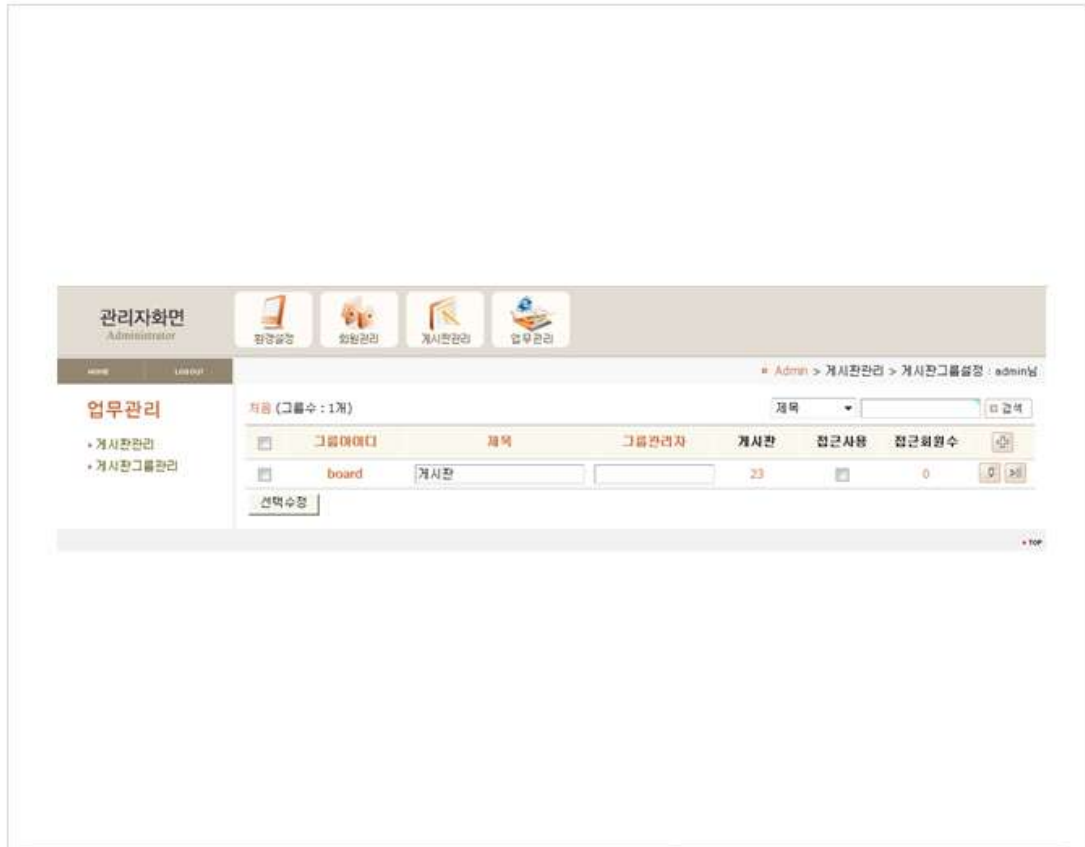 관리자화면
Administrator
환경설정 회원관리 게시판관리 업무관리
HOME LOGOUT
Admin > 게시판관리 > 게시판그룹설정 : admin님
업무관리
게시판관리
게시판그룹관리
처음 (그룹수 : 1개) 제목 검색
그룹아이디 제목 그룹관리자 게시판 접근사용 접근회원수
board 게시판 23 0
선택수정
TOP